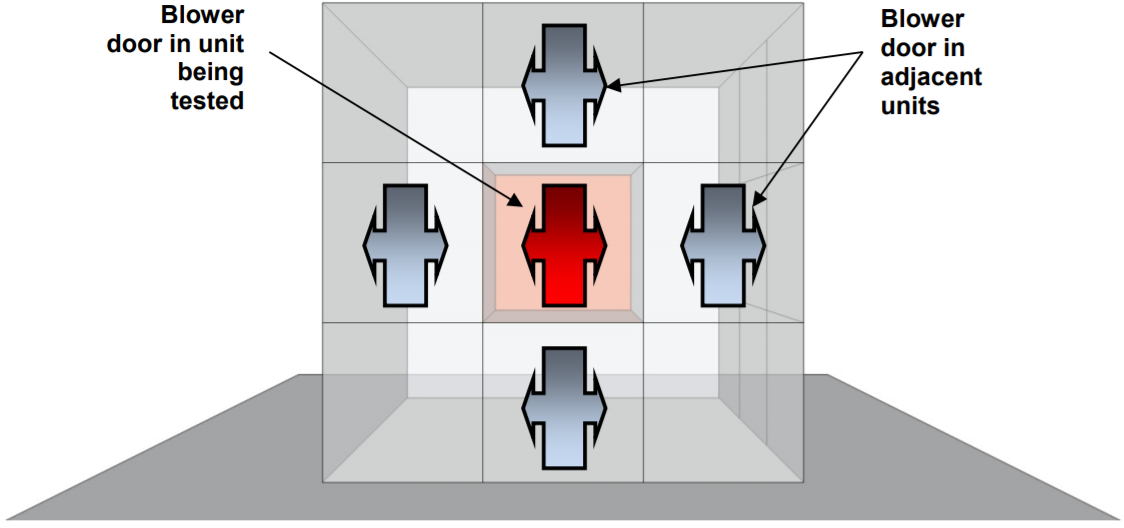 Blower
door in unit
being
tested
Blower
door in
adjacent
units